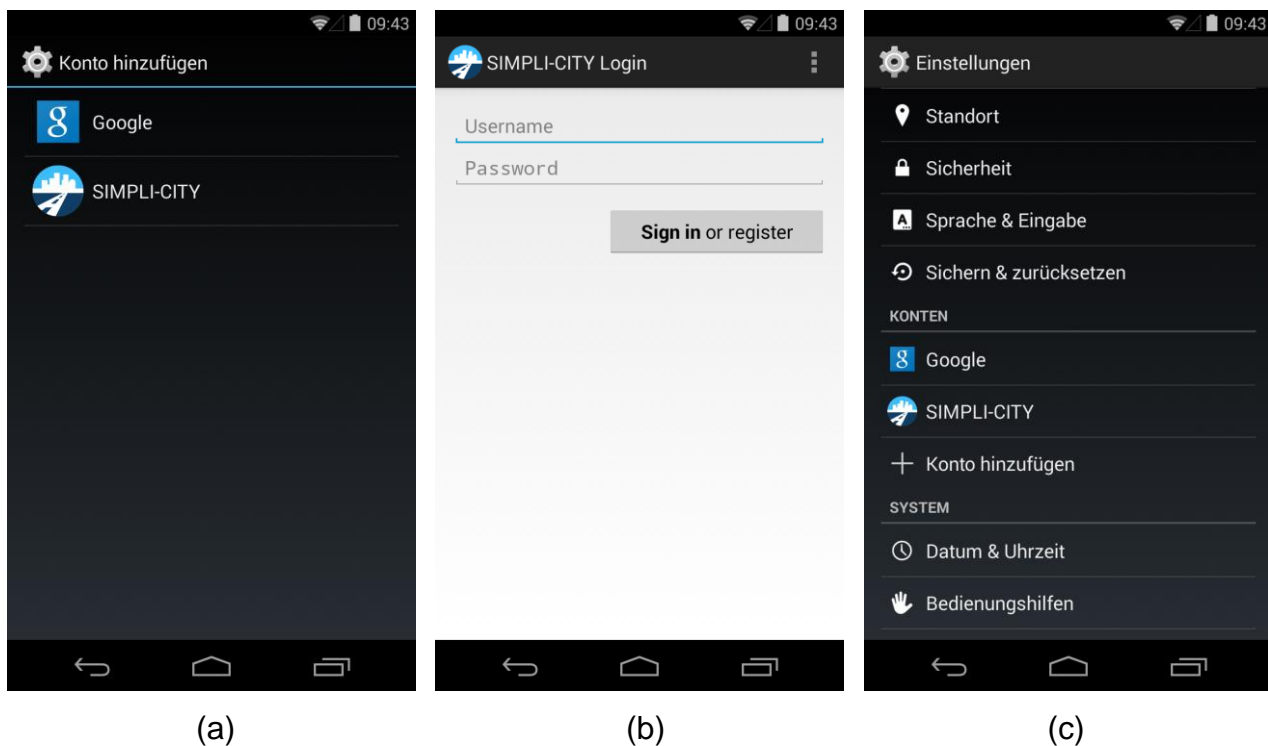 09:43
Konto hinzufügen
g Google
SIMPLI-CITY
09:43
SIMPLI-CITY Login
Username
Password
Sign in or register
09:43
Einstellungen
Standort
Sicherheit
A Sprache & Eingabe
Sichern & zurücksetzen
KONTEN
g Google
SIMPLI-CITY
Konto hinzufügen
SYSTEM
Datum & Uhrzeit
Bedienungshilfen
(a)
(b)
(c)